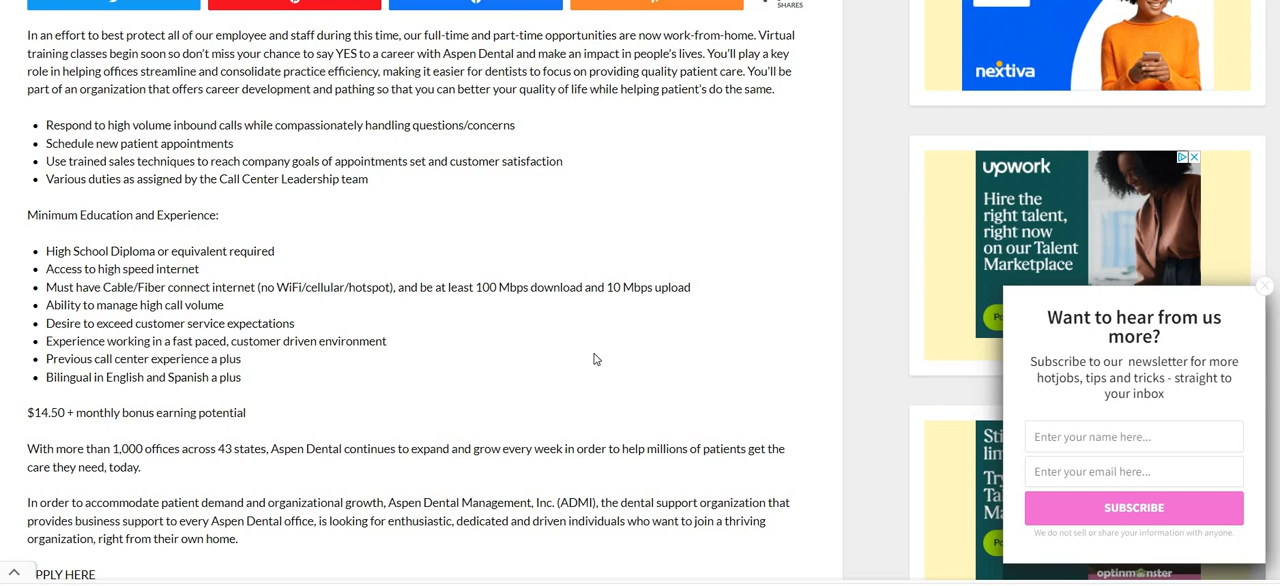 SHARES
In an effort to best protect all of our employee and staff during this time, our full-time and part-time opportunities are now work-from-home. Virtual
training classes begin soon so don't miss your chance to say YES to a career with Aspen Dental and make an impact in people's lives. You'll play a key
role in helping offices streamline and consolidate practice efficiency, making it easier for dentists to focus on providing quality patient care. You'll be
part of an organization that offers career development and pathing so that you can better your quality of life while helping patient's do the same.
• Respond to high volume inbound calls while compassionately handling questions/concerns
• Schedule new patient appointments
• Use trained sales techniques to reach company goals of appointments set and customer satisfaction
• Various duties as assigned by the Call Center Leadership team
Minimum Education and Experience:
• High School Diploma or equivalent required
• Access to high speed internet
• Must have Cable/Fiber connect internet (no WiFi/cellular/hotspot), and be at least 100 Mbps download and 10 Mbps upload
• Ability to manage high call volume
• Desire to exceed customer service expectations
• Experience working in a fast paced, customer driven environment
• Previous call center experience a plus
• Bilingual in English and Spanish a plus
$14.50 + monthly bonus earning potential
With more than 1,000 offices across 43 states, Aspen Dental continues to expand and grow every week in order to help millions of patients get the
care they need, today.
In order to accommodate patient demand and organizational growth, Aspen Dental Management, Inc. (ADMI), the dental support organization that
provides business support to every Aspen Dental office, is looking for enthusiastic, dedicated and driven individuals who want to join a thriving
organization, right from their own home.
PPLY HERE
nextiva
upwork
Hire the
right talent,
right now
on our Talent
Marketplace
Want to hear from us
more?
Subscribe to our newsletter for more
hotjobs, tips and tricks - straight to
your inbox
Enter your name here...
Enter your email here...
SUBSCRIBE
We do not sell or share your information with anyone.
optinmonster